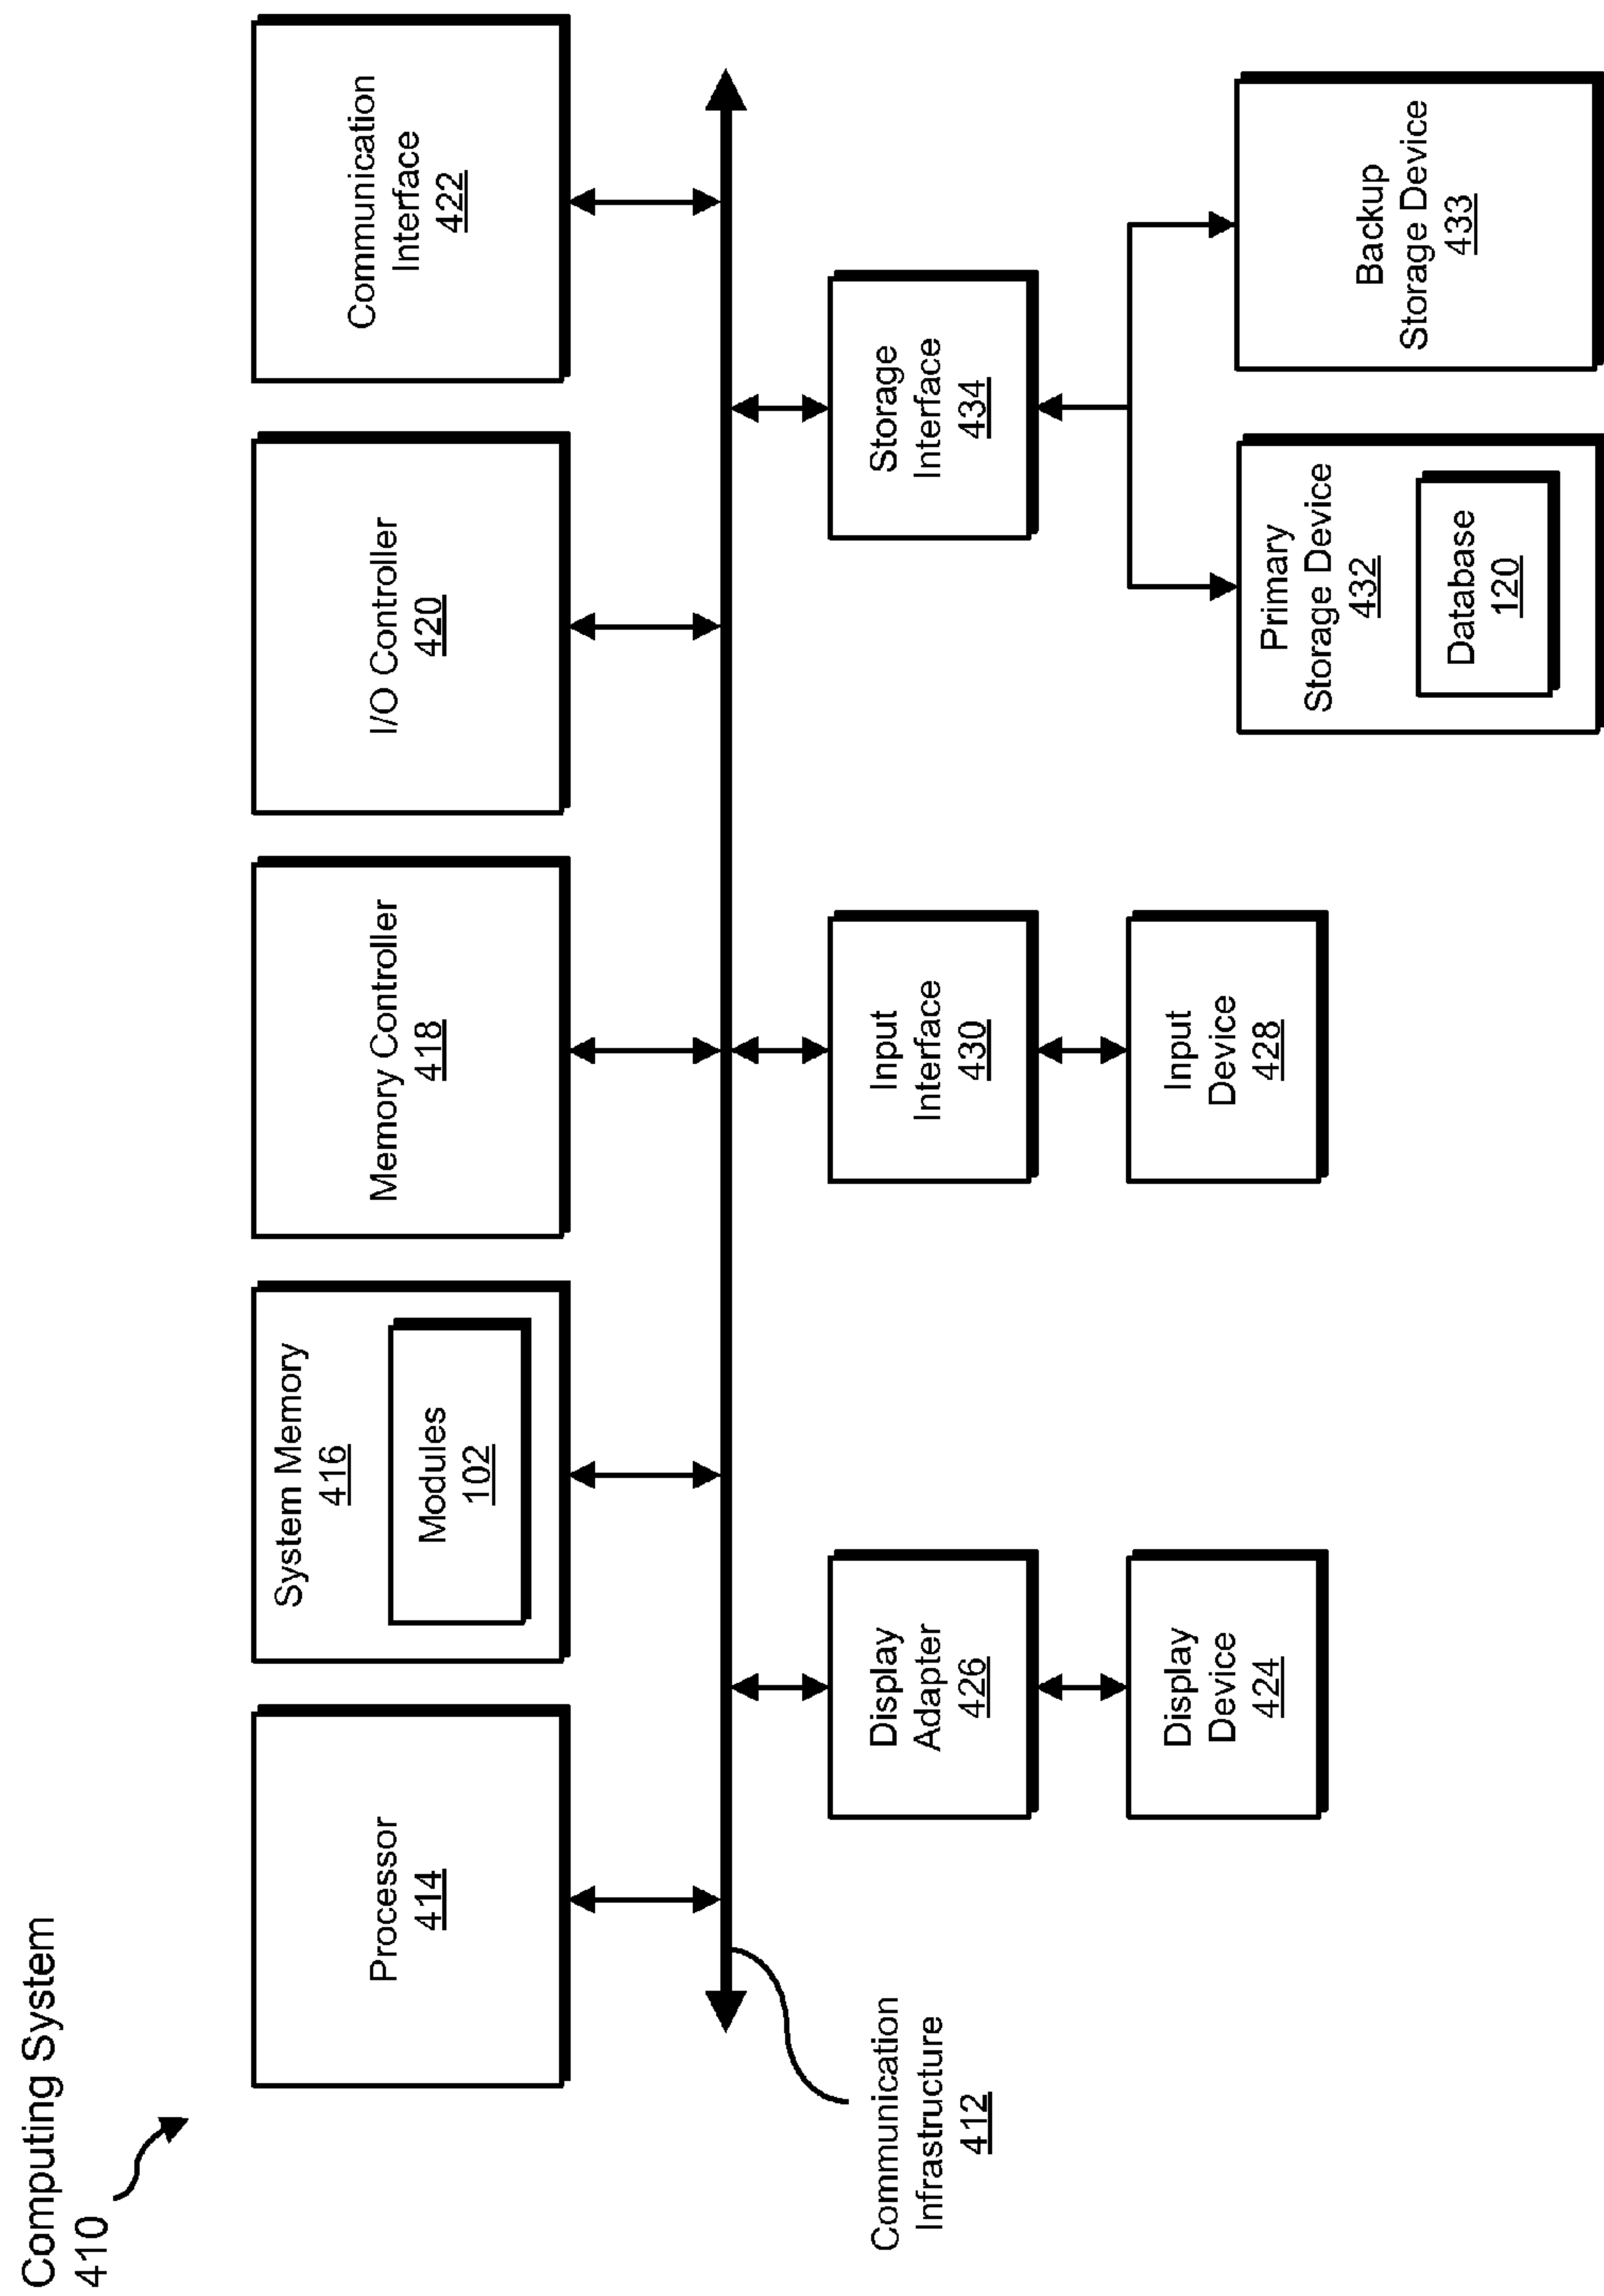 Computing System
410
Processor
414
System Memory
416
Modules
102
Memory Controller
418
I/O Controller
420
Communication
Interface
422
Communication
Infrastructure
412
Display
Adapter
426
Input
Interface
430
Storage
Interface
434
Display
Device
424
Input
Device
428
Primary
Storage Device
432
Database
120
Backup
Storage Device
433